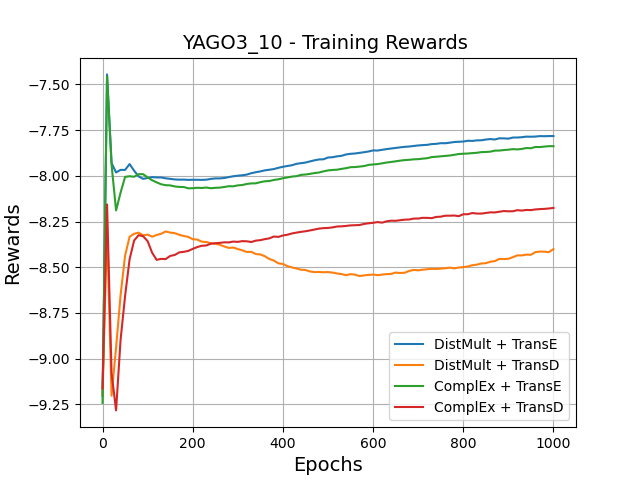 YAGO3_10 - Training Rewards
Rewards
−7.50
−7.75
−8.00
−8.25
−8.50
−8.75
−9.00
−9.25
DistMult + TransE
DistMult + TransD
ComplEx + TransE
ComplEx + TransD
0 200 400 600 800 1000
Epochs